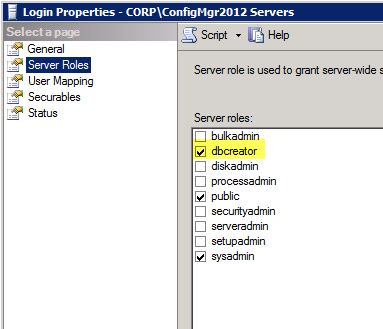 Login Properties - CORP\ConfigMgr2012 Servers
Select a page
General
Server Roles
User Mapping
Securables
Status
Script
Help
Server role is used to grant server-wide s
Server roles:
bulkadmin
dbcreator
diskadmin
processadmin
public
securityadmin
serveradmin
setupadmin
sysadmin